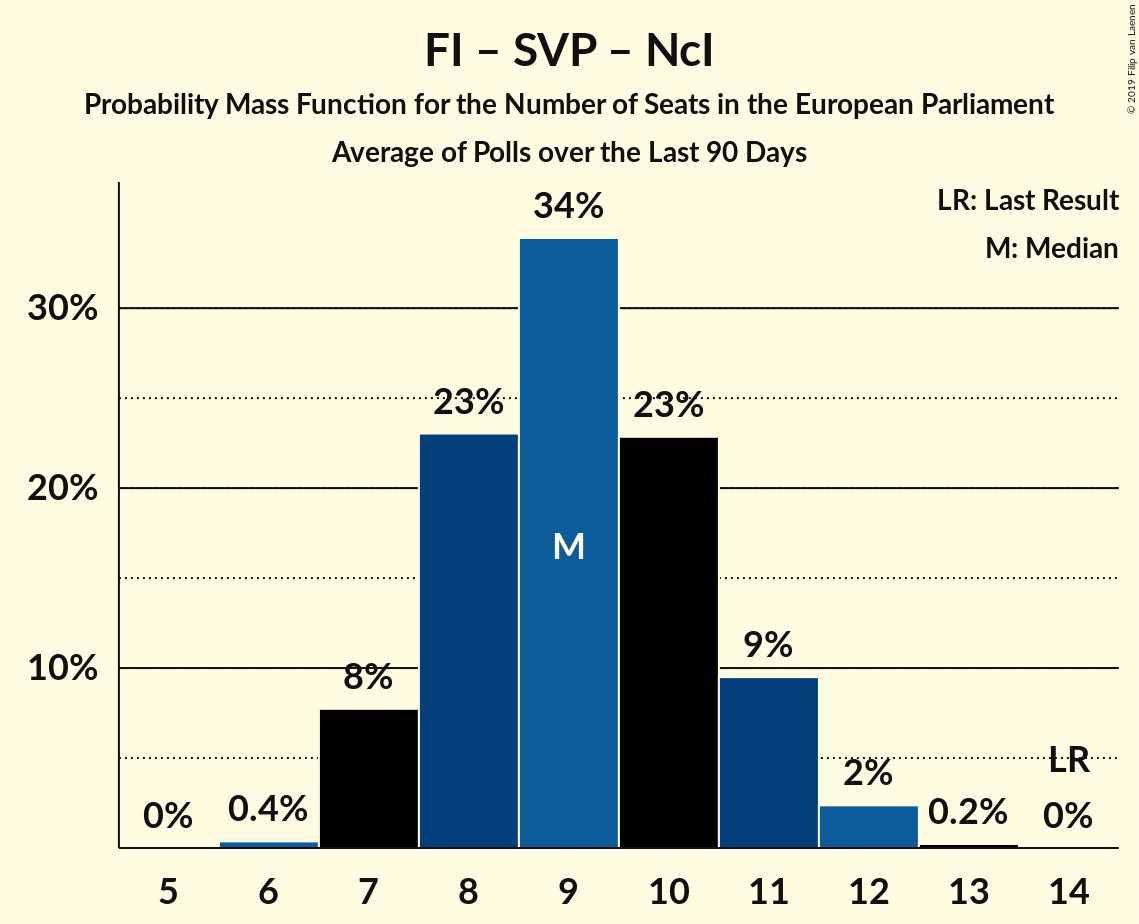 FI – SVP – NcI
Probability Mass Function for the Number of Seats in the European Parliament
Average of Polls over the Last 90 Days
© 2019 Filip van Laenen
LR: Last Result
M: Median
34%
30%
23%
23%
20%
M
10%
9%
8%
LR
2%
0%
0.4%
0.2%
0%
5 6 7 8 9 10 11 12 13 14